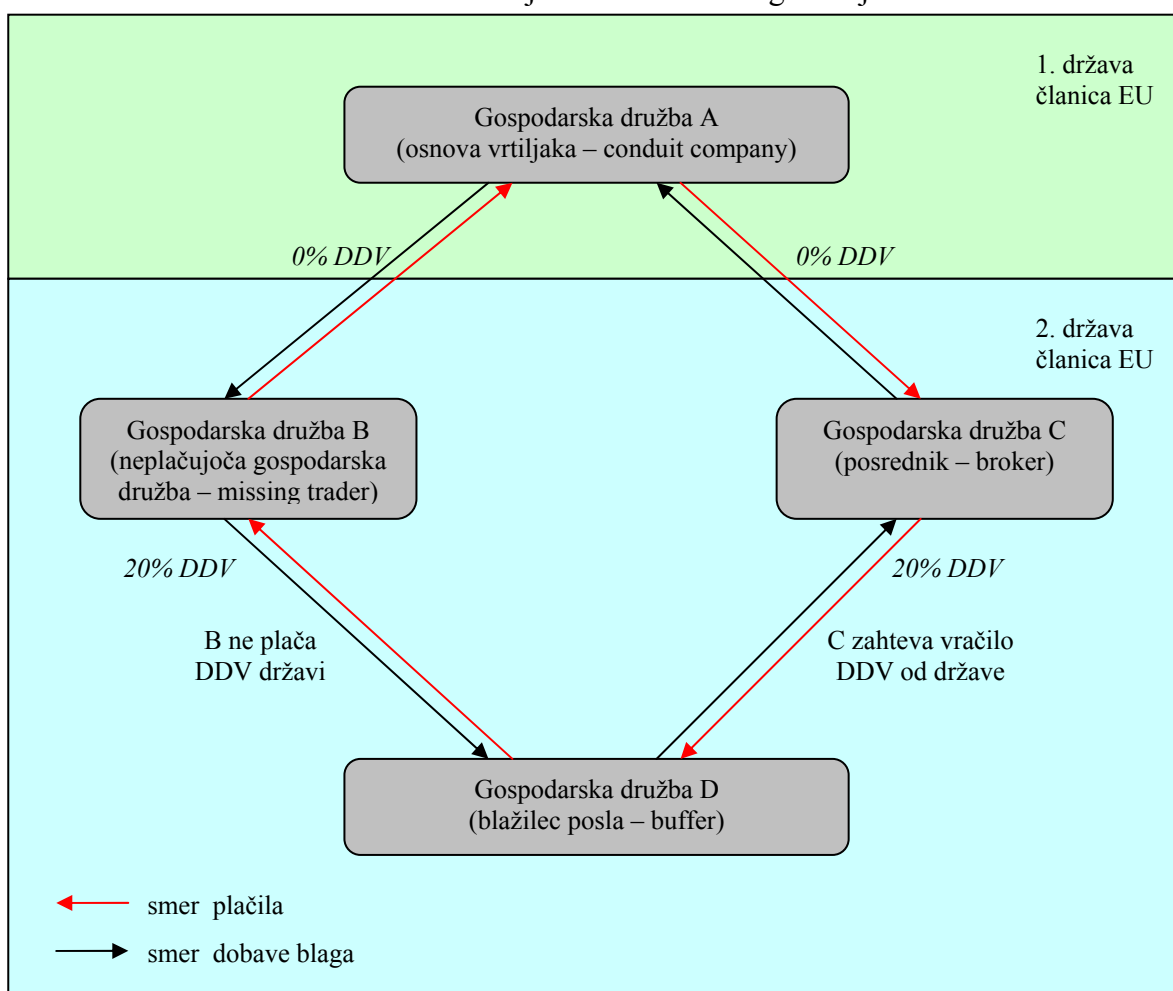 1. država
članica EU
Gospodarska družba A
(osnova vrtiljaka – conduit company)
0% DDV
0% DDV
2. država
članica EU
Gospodarska družba B
(neplačujoča gospodarska
družba – missing trader)
Gospodarska družba C
(posrednik – broker)
20% DDV
20% DDV
B ne plača
DDV državi
C zahteva vračilo
DDV od države
Gospodarska družba D
(blažilec posla – buffer)
smer plačila
smer dobave blaga